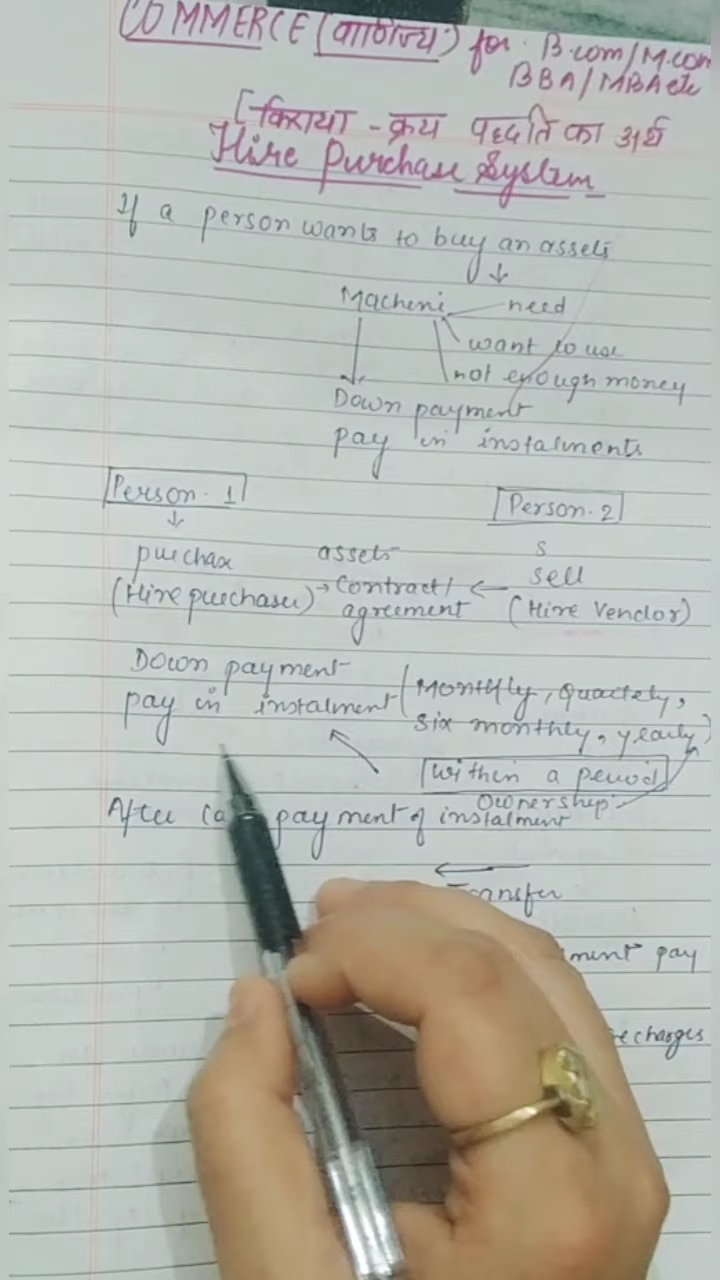 COMMERCE (वाणिज्य) for B.com/M.com
BBA/MBA etc
[किराया - क्रय पद्धति का अर्थ
Hire Purchase System
If a person wants to buy an assets
Macheni need
want to use
not enough money
Down payment
pay in instalments
Person-1
Person-2
purchase assets
S
sell
(Hire purchaser) → Contract/
agreement
(Hire Vendor)
Down payment
pay in instalment (Monthly, Quartely,
six monthly, yearly)
within a period
Ownership
After payment of instalment
Transfer
pay
charges